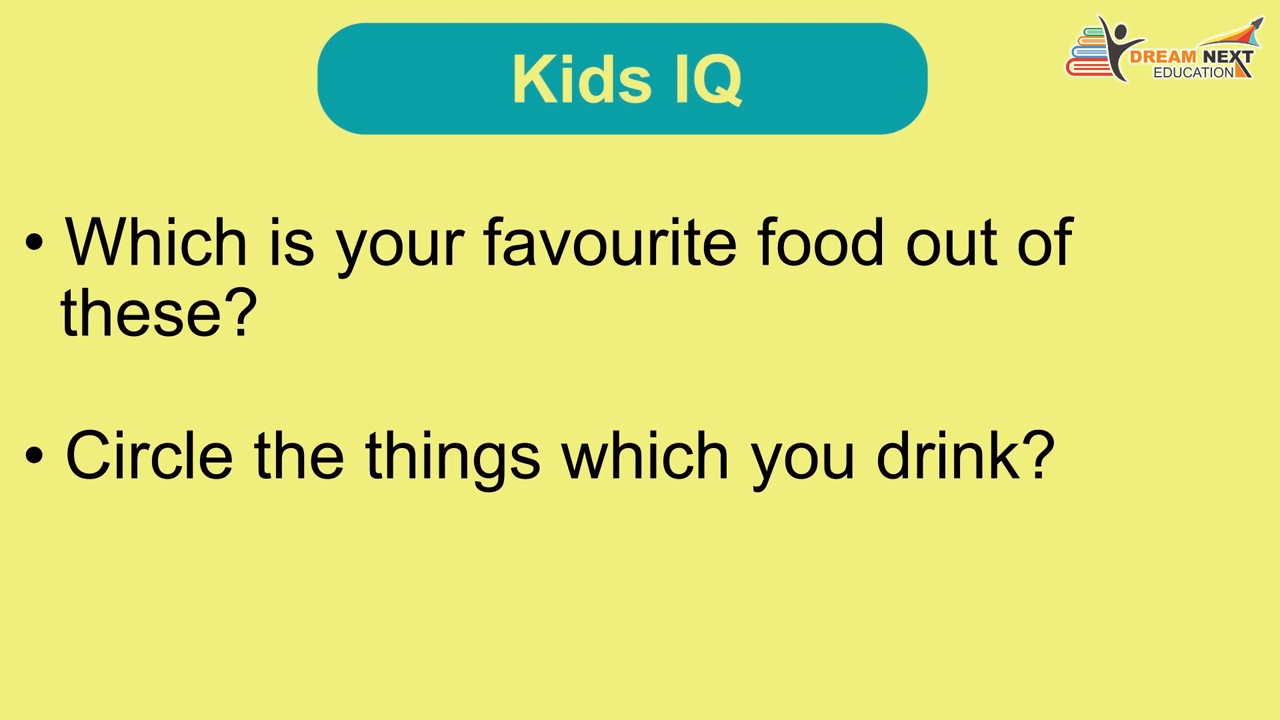 Kids IQ
DREAM NEXT
EDUCATION
• Which is your favourite food out of
these?
• Circle the things which you drink?